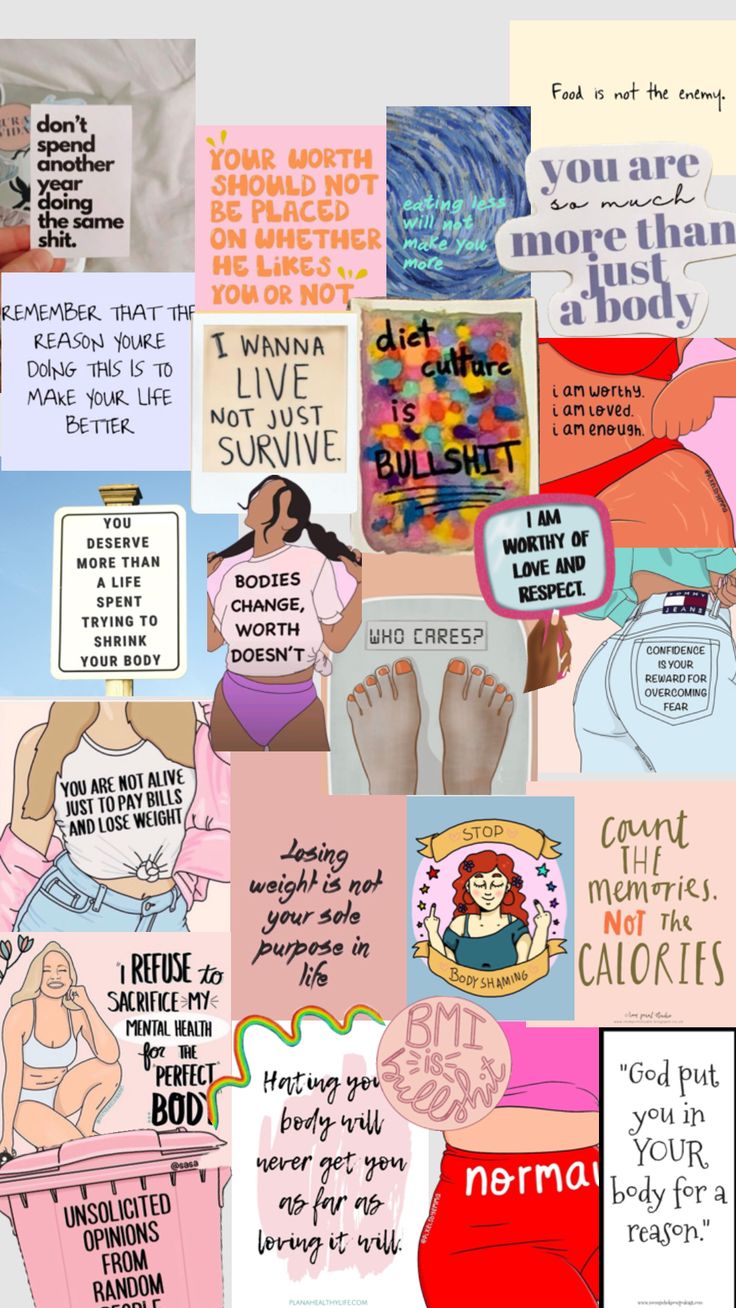 don't
spend
another
year
doing
the same
shit.
YOUR WORTH
SHOULD NOT
BE PLACED
ON WHETHER
HE LIKES
YOU OR NOT
eating less
will not
make you
more
Food is not the enemy.
you are
so much
more than
just
a body
REMEMBER THAT THE
REASON YOURE
DOING THIS IS TO
MAKE YOUR LIFE
BETTER
I WANNA
LIVE
NOT JUST
SURVIVE.
diet
culture
is
BULLSHIT
i am worthy.
i am loved.
i am enough.
YOU
DESERVE
MORE THAN
A LIFE
SPENT
TRYING TO
SHRINK
YOUR BODY
BODIES
CHANGE,
WORTH
DOESN'T
WHO CARES?
I AM
WORTHY OF
LOVE AND
RESPECT.
TOMMY
JEANS
CONFIDENCE
IS YOUR
REWARD FOR
OVERCOMING
FEAR
YOU ARE NOT ALIVE
JUST TO PAY BILLS
AND LOSE WEIGHT
Losing
weight is not
your sole
purpose in
life
STOP
BODY SHAMING
Count
THE
memories.
NOT THE
CALORIES
"I REFUSE to
SACRIFICE MY
MENTAL HEALTH
for THE
"PERFECT
BODY
Hating you
body will
never get you
as far as
loving it will.
PLANAHEALTHYLIFE.COM
BMI
is
bullshit
norma
"God put
you in
YOUR
body for a
reason."
@sasa
UNSOLICITED
OPINIONS
FROM
RANDOM
PEOPLE